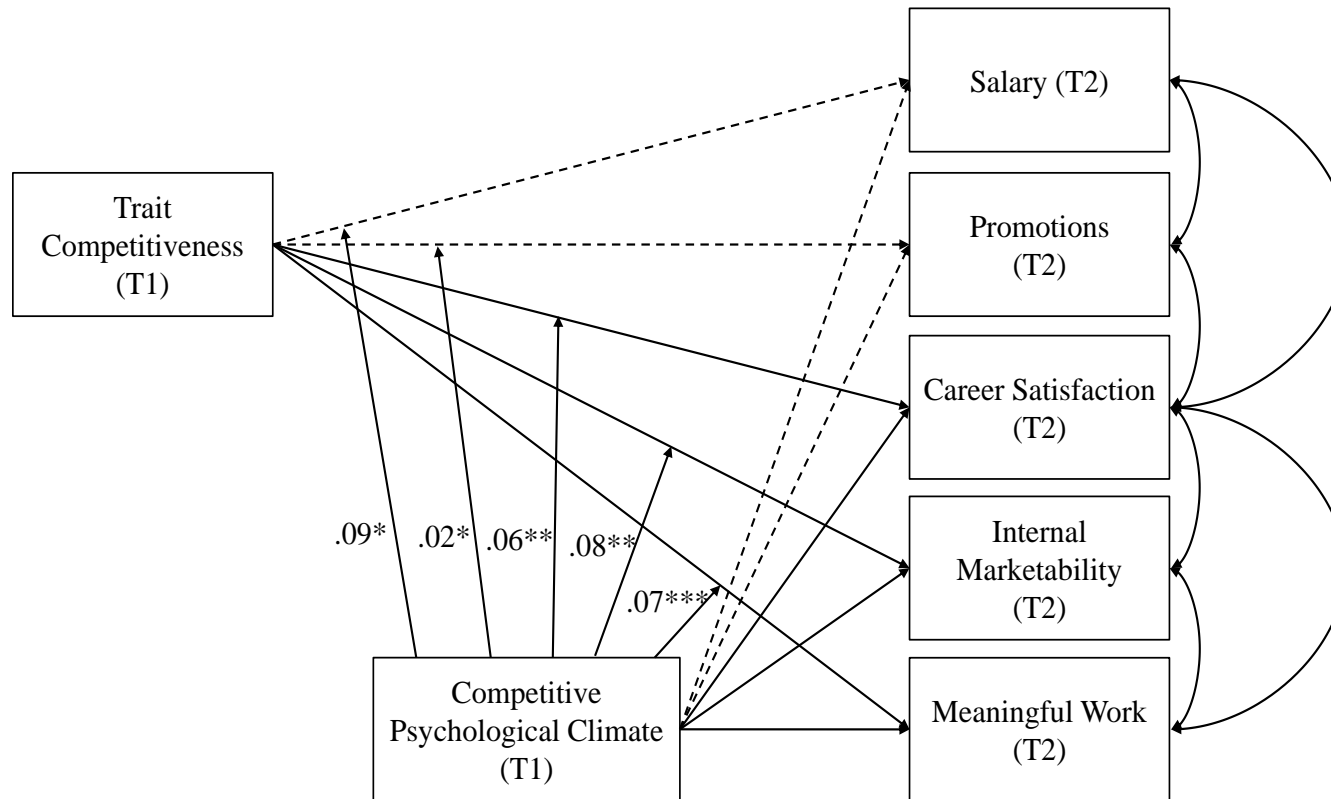 Salary (T2)
Trait
Competitiveness
(T1)
Promotions
(T2)
Career Satisfaction
(T2)
Internal
Marketability
(T2)
.09*
.02*
.06**
.08**
.07***
Competitive
Psychological Climate
(T1)
Meaningful Work
(T2)